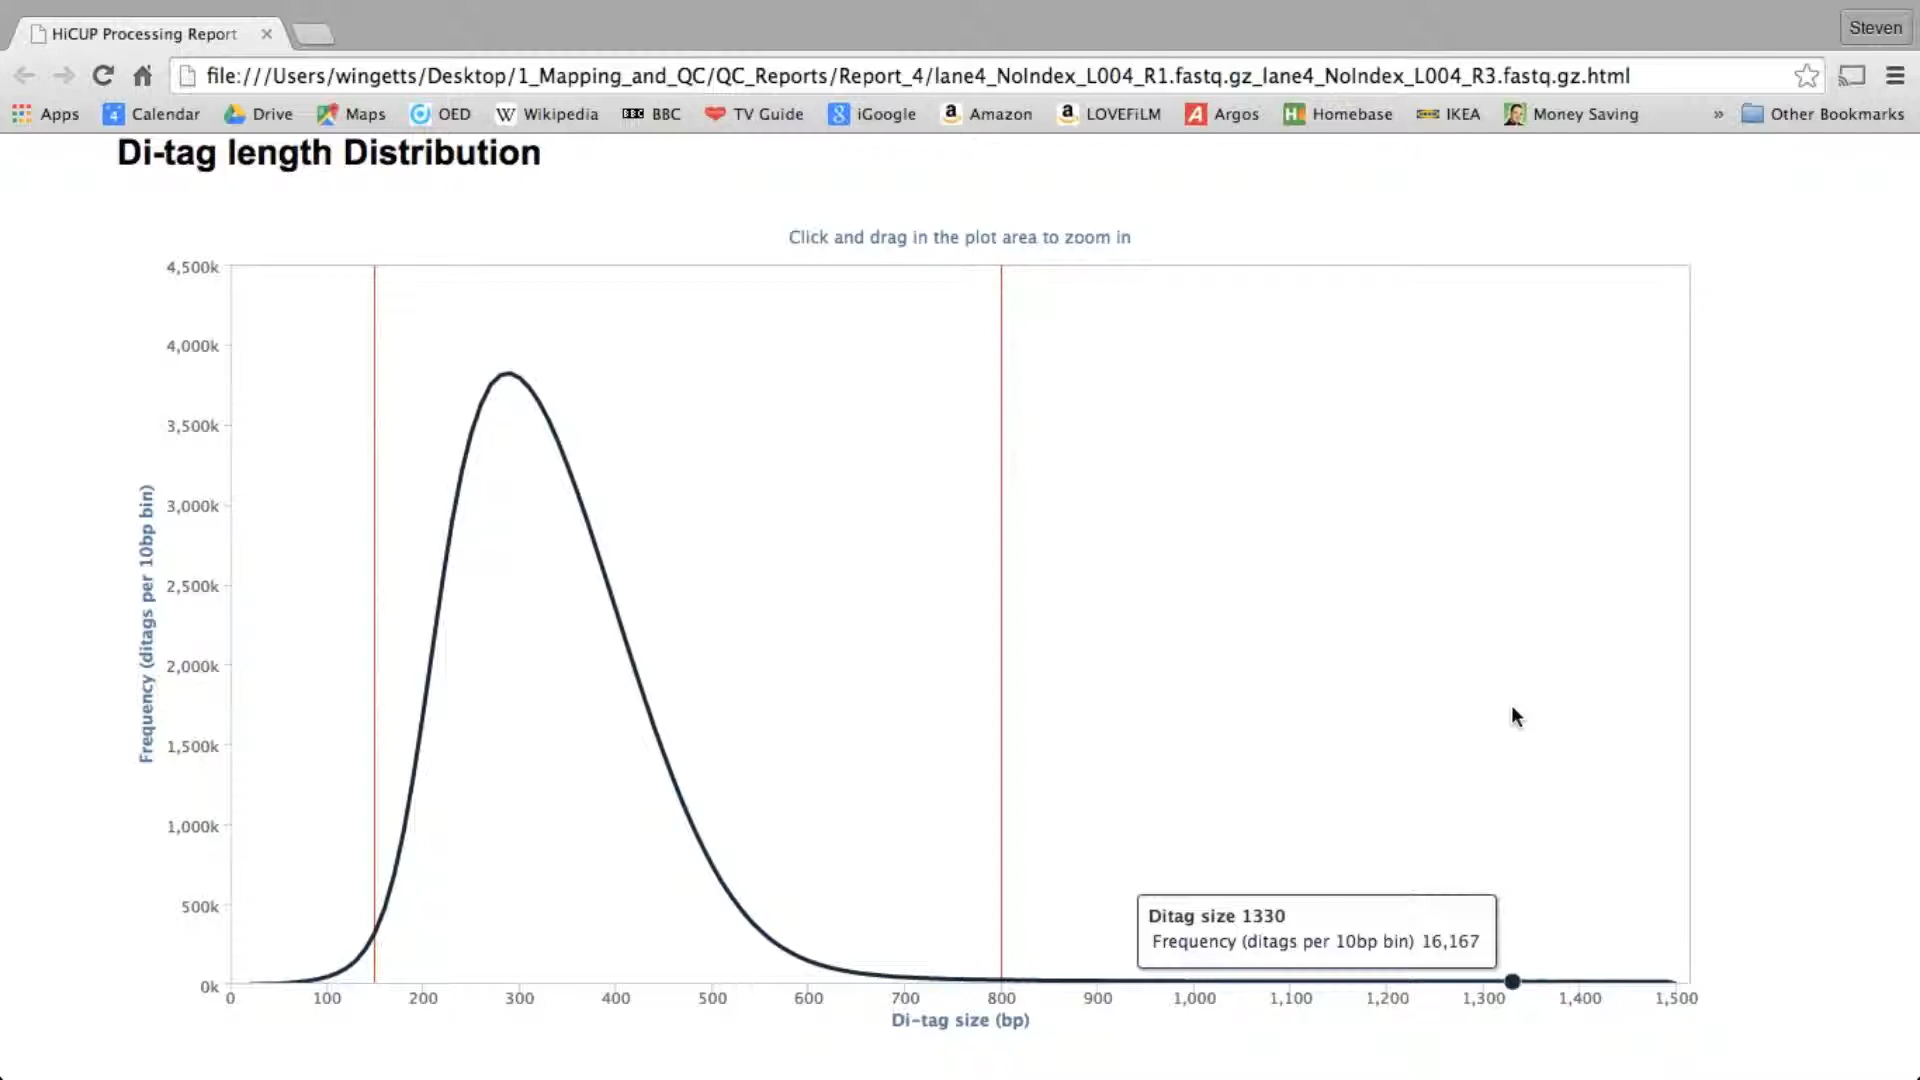 HiCUP Processing Report
Steven
file:///Users/wingetts/Desktop/1_Mapping_and_QC/QC_Reports/Report_4/lane4_NoIndex_L004_R1.fastq.gz_lane4_NoIndex_L004_R3.fastq.gz.html
Apps 4 Calendar Drive Maps OED W Wikipedia BBC BBC TV Guide 8 iGoogle a Amazon a LOVEFiLM A Argos H Homebase IKEA Money Saving » Other Bookmarks
Di-tag length Distribution
Click and drag in the plot area to zoom in
4,500k
4,000k
3,500k
3,000k
2,500k
2,000k
1,500k
1,000k
500k
0k
Frequency (ditags per 10bp bin)
Ditag size 1330
Frequency (ditags per 10bp bin) 16,167
0 100 200 300 400 500 600 700 800 900 1,000 1,100 1,200 1,300 1,400 1,500
Di-tag size (bp)